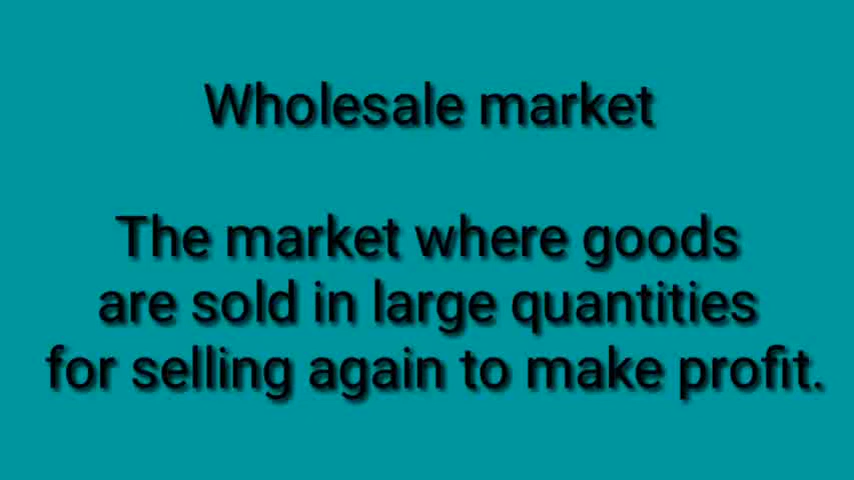 Wholesale market
The market where goods
are sold in large quantities
for selling again to make profit.